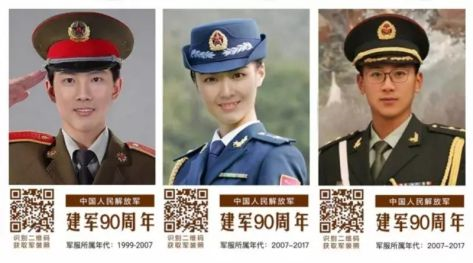 中国人民解放军
建军90周年
识别二维码
获取军装照
军服所属年代：1999-2007
中国人民解放军
建军90周年
识别二维码
获取军装照
军服所属年代：2007-2017
中国人民解放军
建军90周年
识别二维码
获取军装照
军服所属年代：2007-2017